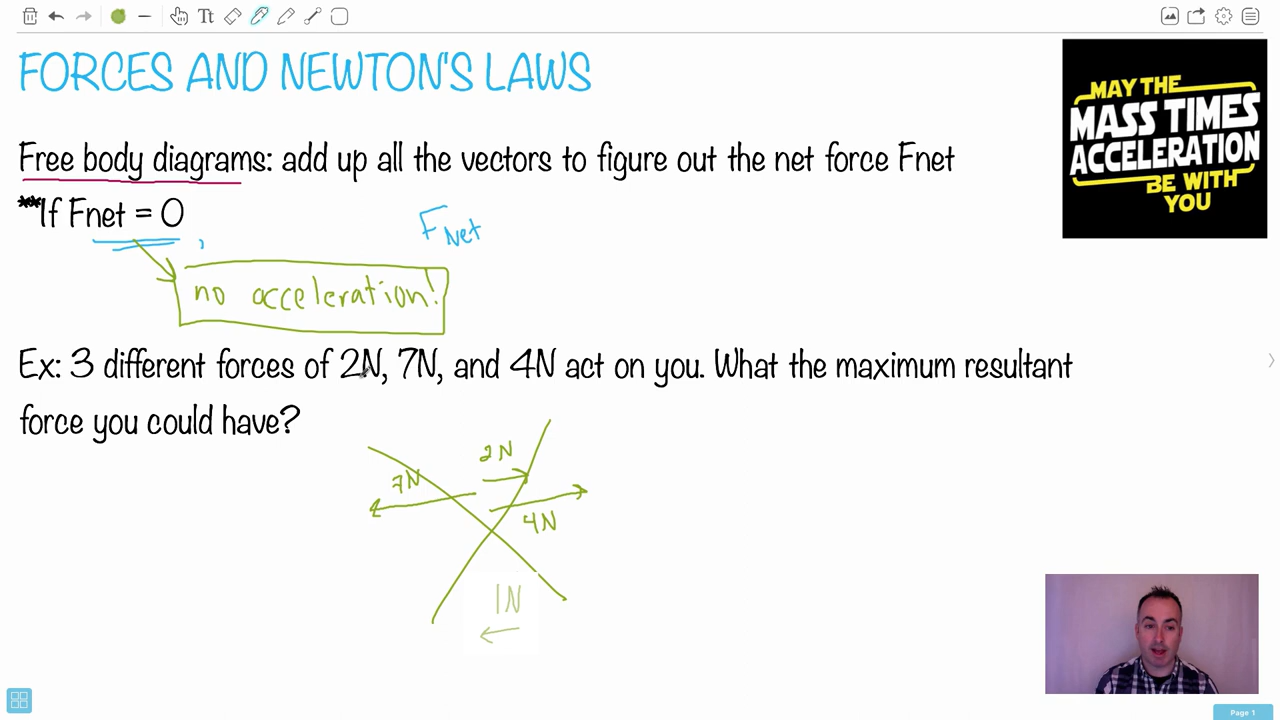 FORCES AND NEWTON'S LAWS
MAY THE
MASS TIMES
ACCELERATION
BE WITH
YOU
Free body diagrams: add up all the vectors to figure out the net force Fnet
**If Fnet = 0
FNet
no acceleration!
Ex: 3 different forces of 2N, 7N, and 4N act on you. What the maximum resultant
force you could have?
2N
7N
4N
1N
Tt
Page 1